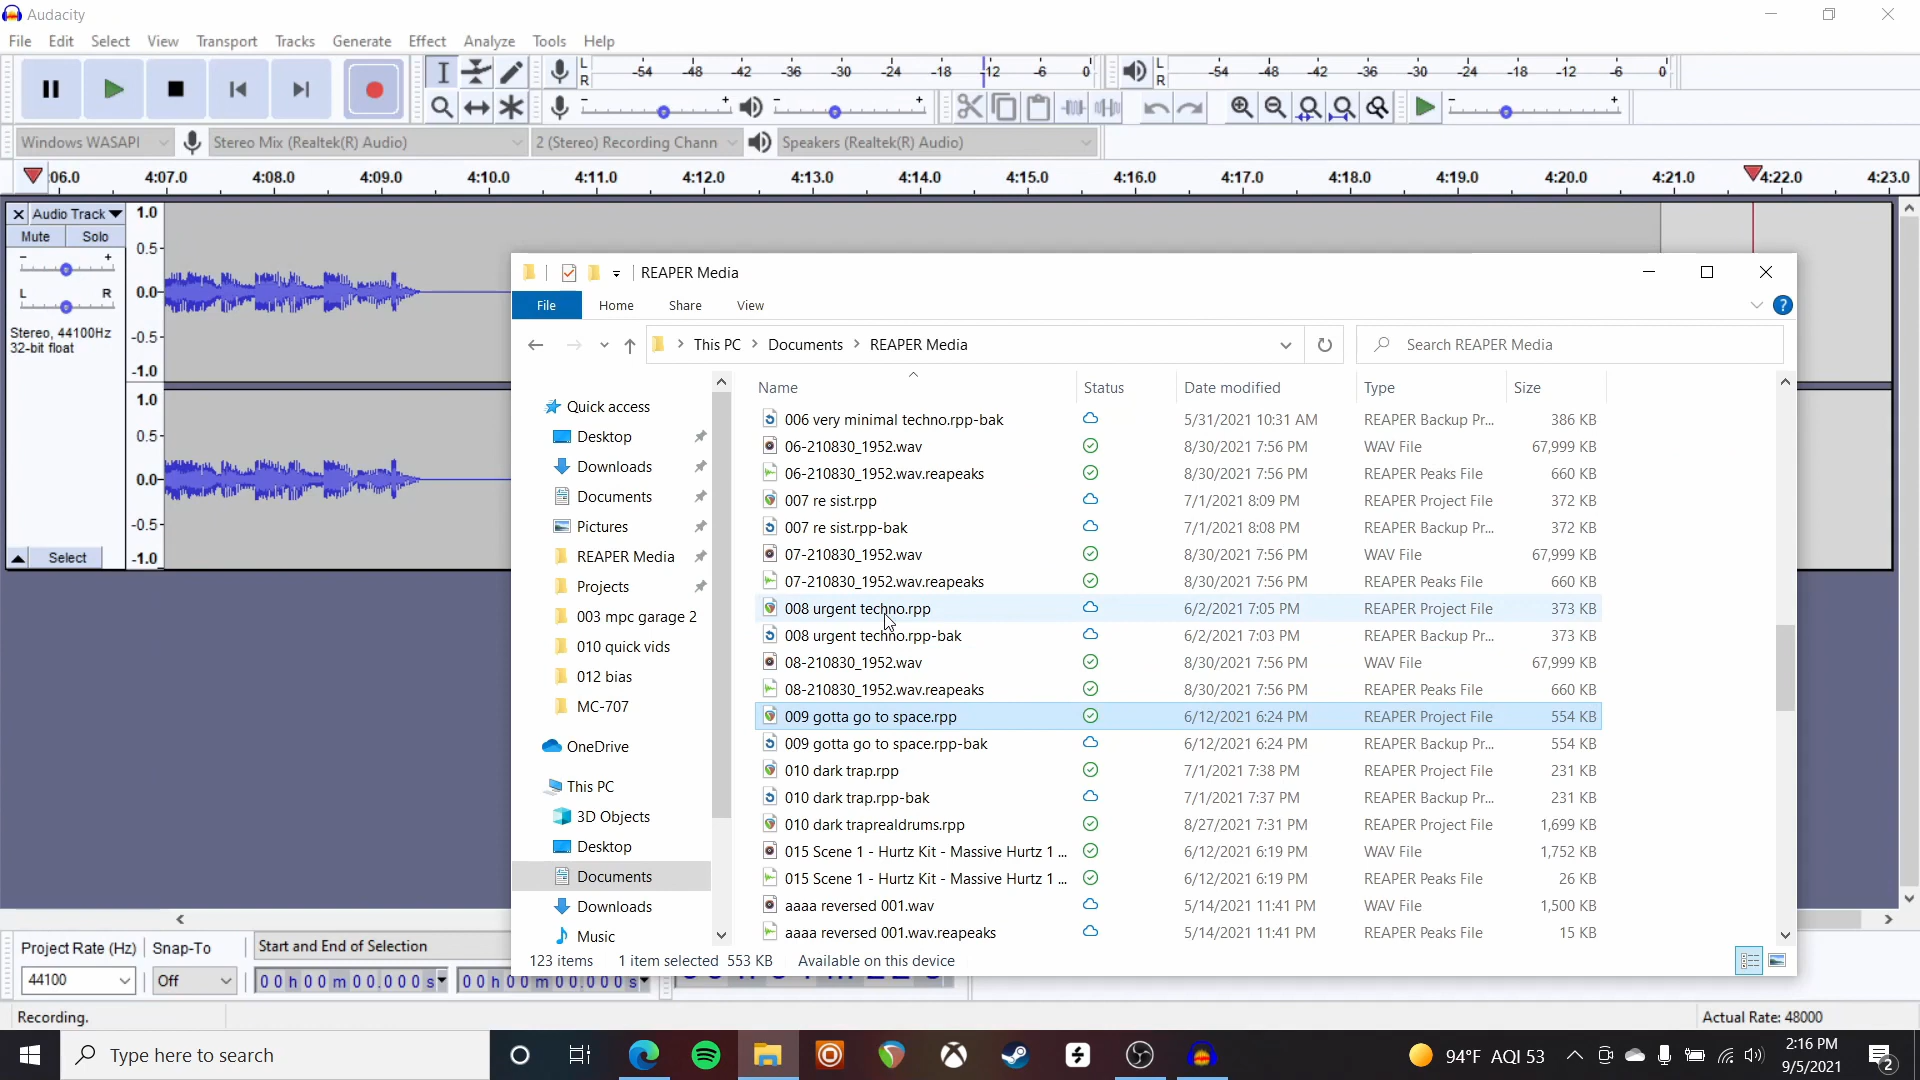 Audacity
File Edit Select View Transport Tracks Generate Effect Analyze Tools Help
L R -54 -48 -42 -36 -30 -24 -18 -12 -6 0 L R -54 -48 -42 -36 -30 -24 -18 -12 -6 0
- + - + - +
Windows WASAPI Stereo Mix (Realtek(R) Audio) 2 (Stereo) Recording Chann Speakers (Realtek(R) Audio)
:06.0 4:07.0 4:08.0 4:09.0 4:10.0 4:11.0 4:12.0 4:13.0 4:14.0 4:15.0 4:16.0 4:17.0 4:18.0 4:19.0 4:20.0 4:21.0 4:22.0 4:23.0
Audio Track
Mute Solo
- +
L R
Stereo, 44100Hz
32-bit float
Select
1.0
0.5
0.0
-0.5
-1.0
1.0
0.5
0.0
-0.5
-1.0
REAPER Media
File Home Share View ?
This PC Documents REAPER Media Search REAPER Media
Quick access
Desktop
Downloads
Documents
Pictures
REAPER Media
Projects
003 mpc garage 2
010 quick vids
012 bias
MC-707
OneDrive
This PC
3D Objects
Desktop
Documents
Downloads
Music
Name Status Date modified Type Size
006 very minimal techno.rpp-bak 5/31/2021 10:31 AM REAPER Backup Pr... 386 KB
06-210830_1952.wav 8/30/2021 7:56 PM WAV File 67,999 KB
06-210830_1952.wav.reapeaks 8/30/2021 7:56 PM REAPER Peaks File 660 KB
007 re sist.rpp 7/1/2021 8:09 PM REAPER Project File 372 KB
007 re sist.rpp-bak 7/1/2021 8:08 PM REAPER Backup Pr... 372 KB
07-210830_1952.wav 8/30/2021 7:56 PM WAV File 67,999 KB
07-210830_1952.wav.reapeaks 8/30/2021 7:56 PM REAPER Peaks File 660 KB
008 urgent techno.rpp 6/2/2021 7:05 PM REAPER Project File 373 KB
008 urgent techno.rpp-bak 6/2/2021 7:03 PM REAPER Backup Pr... 373 KB
08-210830_1952.wav 8/30/2021 7:56 PM WAV File 67,999 KB
08-210830_1952.wav.reapeaks 8/30/2021 7:56 PM REAPER Peaks File 660 KB
009 gotta go to space.rpp 6/12/2021 6:24 PM REAPER Project File 554 KB
009 gotta go to space.rpp-bak 6/12/2021 6:24 PM REAPER Backup Pr... 554 KB
010 dark trap.rpp 7/1/2021 7:38 PM REAPER Project File 231 KB
010 dark trap.rpp-bak 7/1/2021 7:37 PM REAPER Backup Pr... 231 KB
010 dark traprealdrums.rpp 8/27/2021 7:31 PM REAPER Project File 1,699 KB
015 Scene 1 - Hurtz Kit - Massive Hurtz 1 ... 6/12/2021 6:19 PM WAV File 1,752 KB
015 Scene 1 - Hurtz Kit - Massive Hurtz 1 ... 6/12/2021 6:19 PM REAPER Peaks File 26 KB
aaaa reversed 001.wav 5/14/2021 11:41 PM WAV File 1,500 KB
aaaa reversed 001.wav.reapeaks 5/14/2021 11:41 PM REAPER Peaks File 15 KB
123 items 1 item selected 553 KB Available on this device
Project Rate (Hz) Snap-To Start and End of Selection
44100 Off 00h00m00.000s 00h00m00.000s
Recording. Actual Rate: 48000
Type here to search 94°F AQI 53 2:16 PM
9/5/2021 2